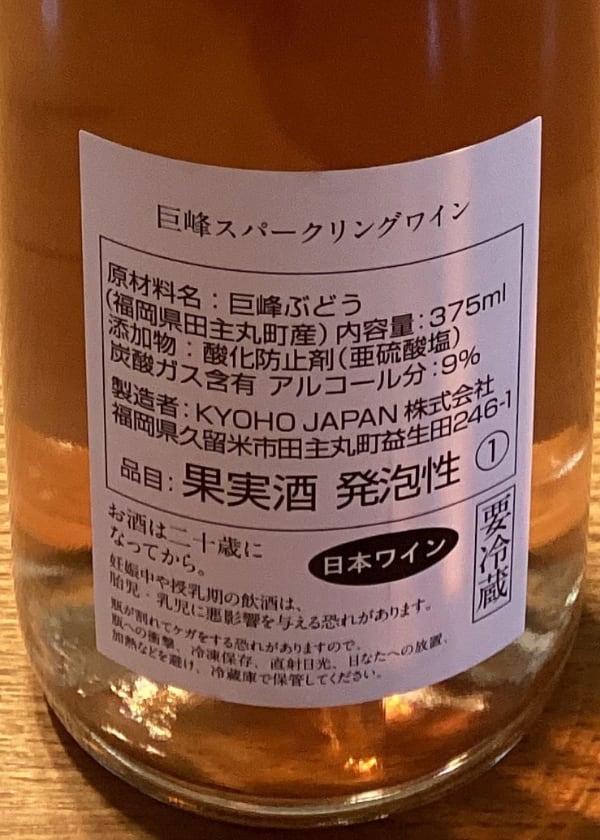 巨峰スパークリングワイン
原材料名：巨峰ぶどう
(福岡県田主丸町産) 内容量：375ml
添加物：酸化防止剤(亜硫酸塩)
炭酸ガス含有 アルコール分：9%
製造者：KYOHO JAPAN 株式会社
福岡県久留米市田主丸町益生田246-1
品目：果実酒 発泡性 ①
お酒は二十歳に
なってから。
日本ワイン
要冷蔵
妊娠中や授乳期の飲酒は、
胎児・乳児に悪影響を与える恐れがあります。
瓶が割れてケガをする恐れがありますので、
瓶への衝撃、冷凍保存、直射日光、日なたへの放置、
加熱などを避け、冷蔵庫で保管してください。